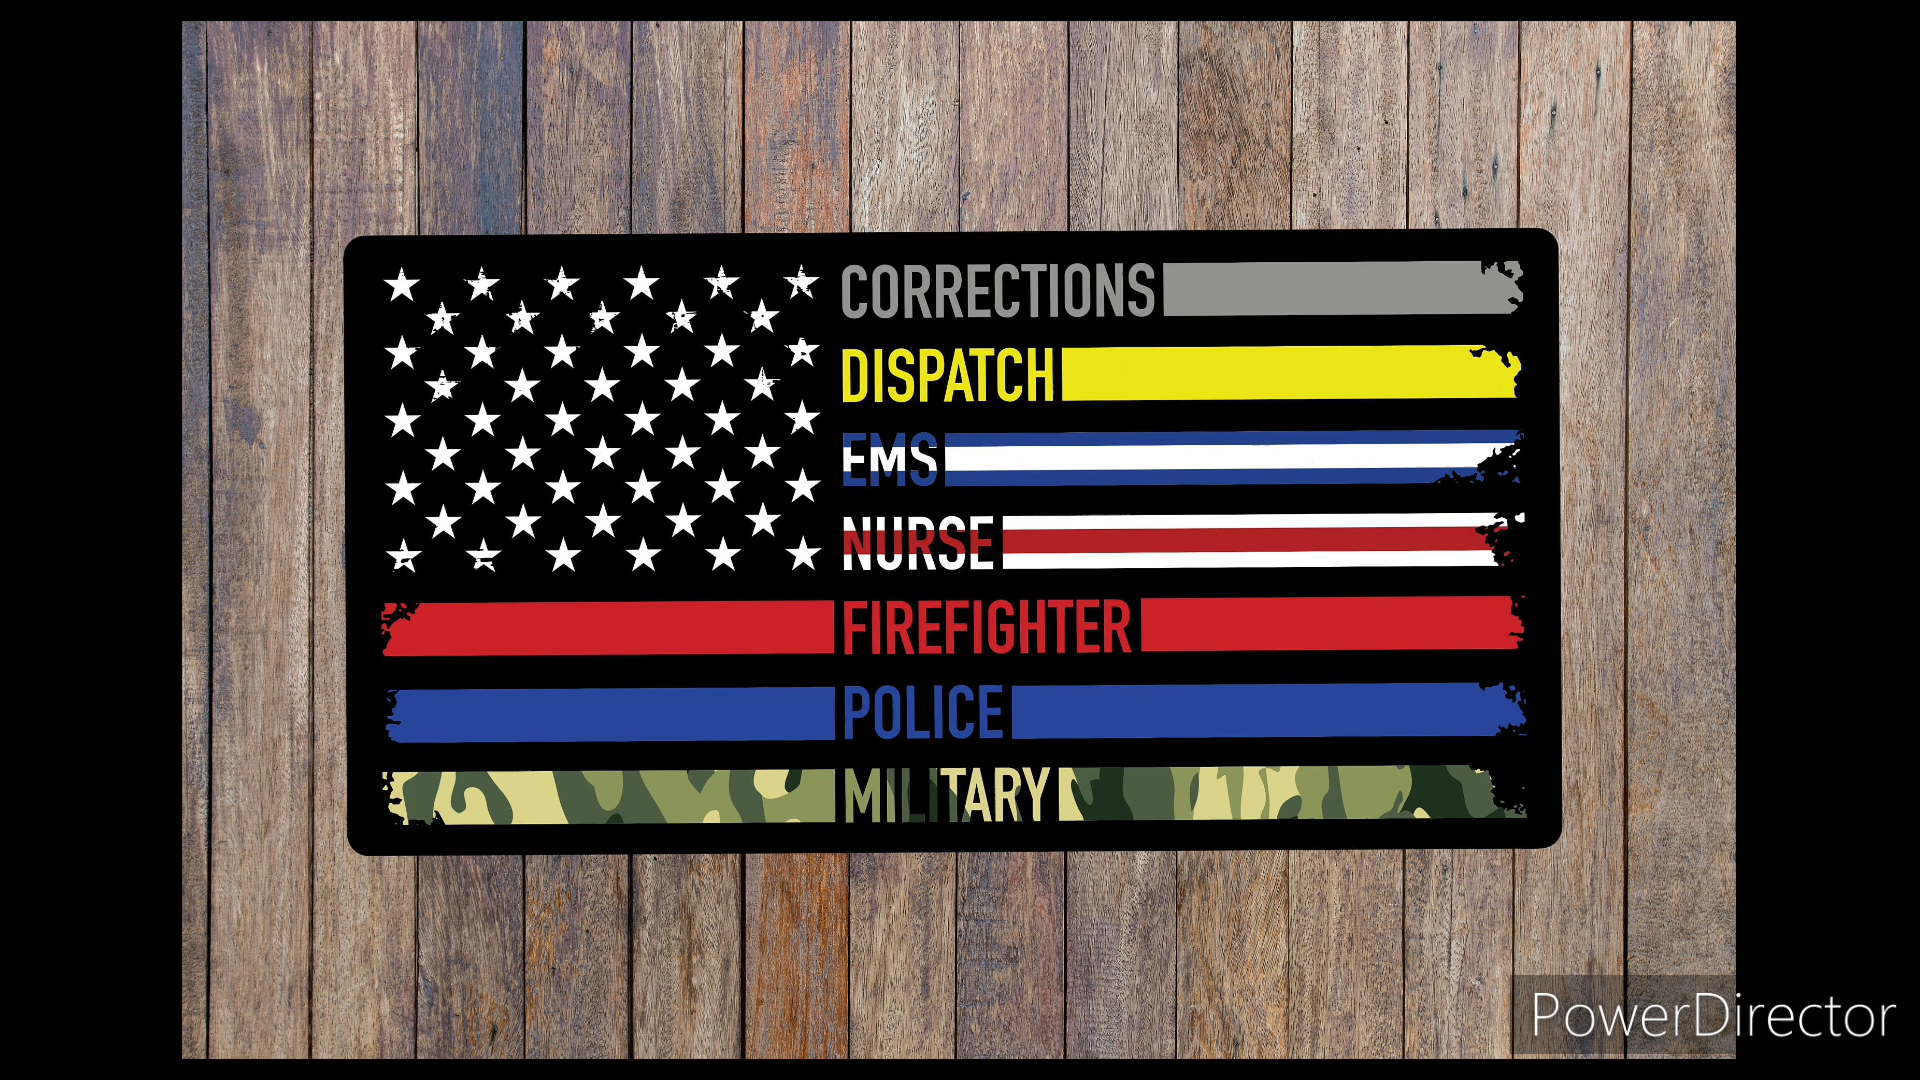 CORRECTIONS
DISPATCH
EMS
NURSE
FIREFIGHTER
POLICE
MILITARY
PowerDirector